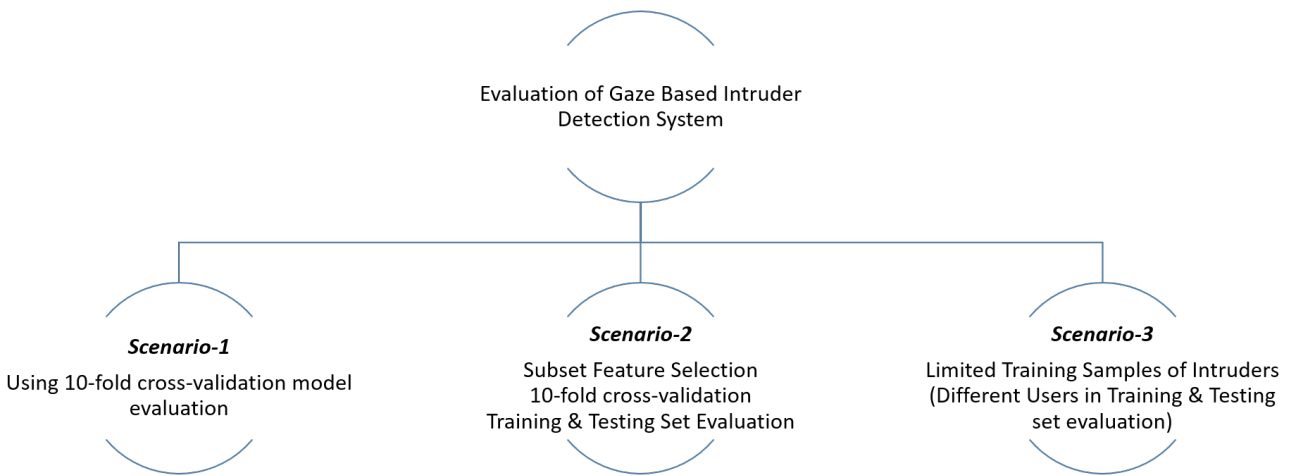 Evaluation of Gaze Based Intruder
Detection System
Scenario-1
Using 10-fold cross-validation model
evaluation
Scenario-2
Subset Feature Selection
10-fold cross-validation
Training & Testing Set Evaluation
Scenario-3
Limited Training Samples of Intruders
(Different Users in Training & Testing
set evaluation)